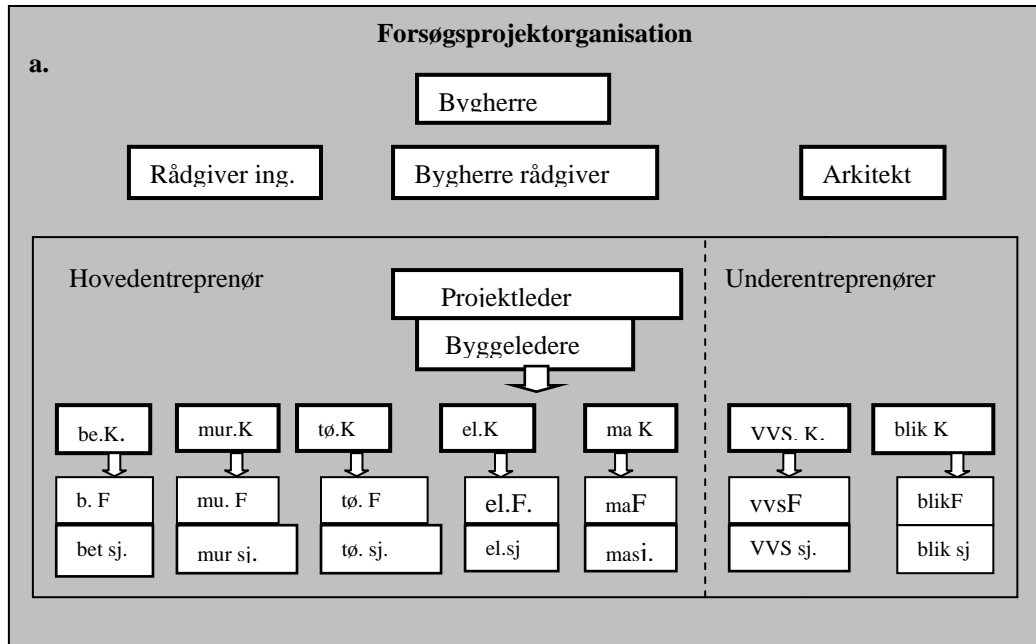 Forsøgsprojektorganisation
a.
Bygherre
Rådgiver ing.
Bygherre rådgiver
Arkitekt
Hovedentreprenør
Underentreprenører
Projektleder
Byggeledere
be.K.
mur.K
tø.K
el.K
ma K
VVS. K.
blik K
b. F
mu. F
tø. F
el.F.
maF
vvsF
blikF
bet sj.
mur sj.
tø. sj.
el.sj
masj.
VVS sj.
blik sj